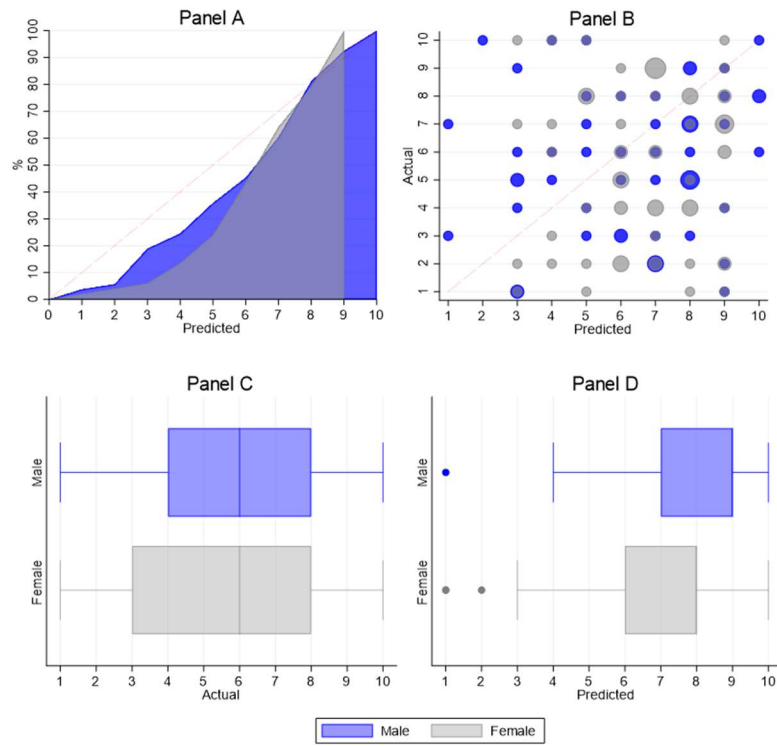 Panel A
100
90
80
70
60
50
40
30
20
10
0
%
0 1 2 3 4 5 6 7 8 9 10
Predicted
Panel B
10
9
8
7
6
5
4
3
2
1
Actual
1 2 3 4 5 6 7 8 9 10
Predicted
Panel C
Male
Female
1 2 3 4 5 6 7 8 9 10
Actual
Panel D
Male
Female
1 2 3 4 5 6 7 8 9 10
Predicted
Male Female